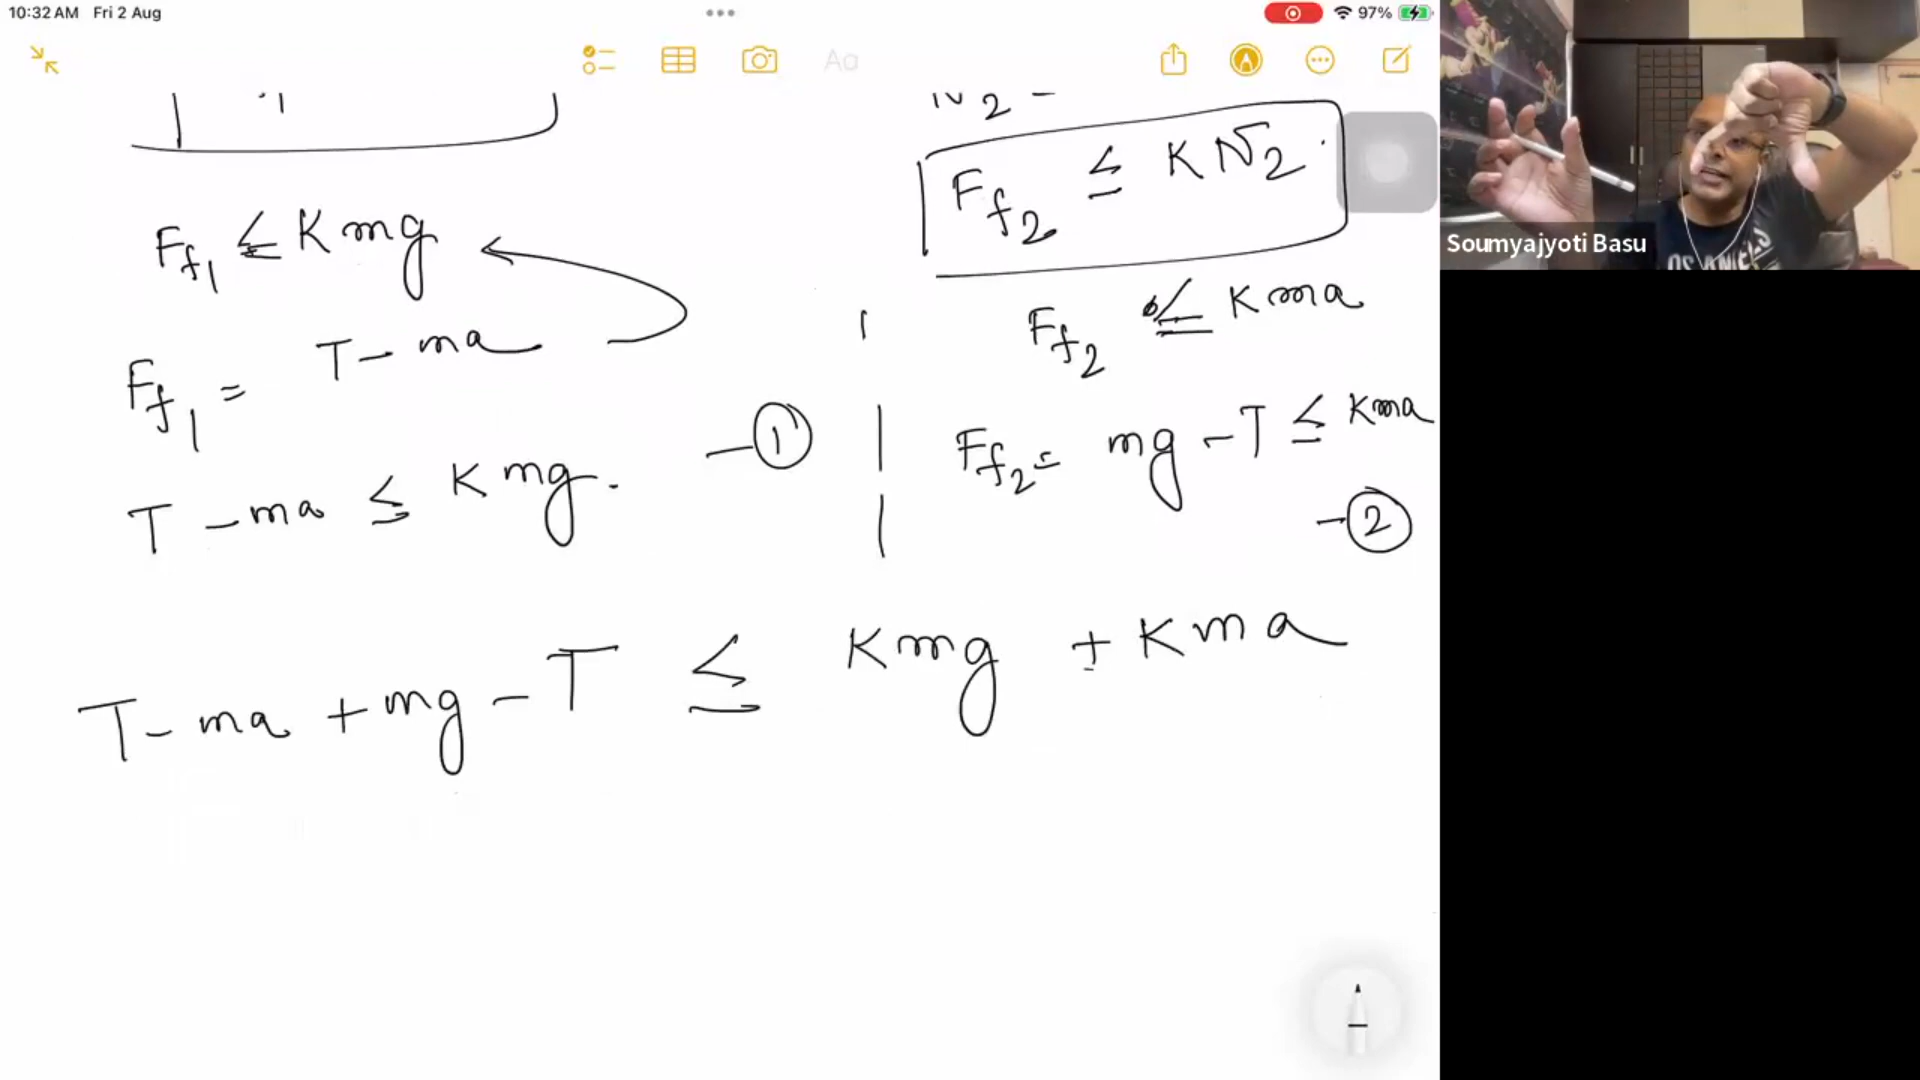 10:32 AM Fri 2 Aug
97%
Aa
N2 =
Ff2 ≤ KN2.
Ff1 ≤ Kmg
Ff2 ≤ Kma
Ff1 = T - ma
Ff2 = mg - T ≤ Kma
T - ma ≤ Kmg. - ①
- ②
T - ma + mg - T ≤ Kmg + Kma
Soumyajyoti Basu